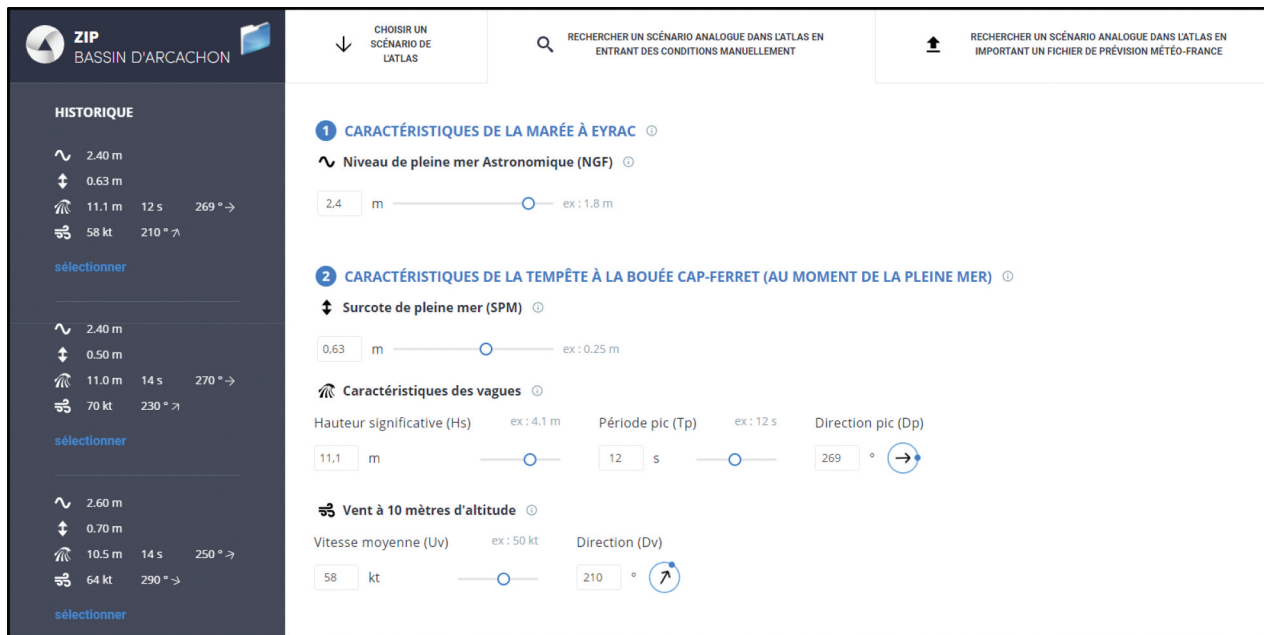 ZIP
BASSIN D'ARCACHON
CHOISIR UN
SCÉNARIO DE
L'ATLAS
RECHERCHER UN SCÉNARIO ANALOGUE DANS L'ATLAS EN
ENTRANT DES CONDITIONS MANUELLEMENT
RECHERCHER UN SCÉNARIO ANALOGUE DANS L'ATLAS EN
IMPORTANT UN FICHIER DE PRÉVISION MÉTÉO-FRANCE
HISTORIQUE
2.40 m
0.63 m
11.1 m 12 s 269 °
58 kt 210 °
sélectionner
2.40 m
0.50 m
11.0 m 14 s 270 °
70 kt 230 °
sélectionner
2.60 m
0.70 m
10.5 m 14 s 250 °
64 kt 290 °
sélectionner
1 CARACTÉRISTIQUES DE LA MARÉE À EYRAC
Niveau de pleine mer Astronomique (NGF)
2,4 m ex : 1.8 m
2 CARACTÉRISTIQUES DE LA TEMPÊTE À LA BOUÉE CAP-FERRET (AU MOMENT DE LA PLEINE MER)
Surcote de pleine mer (SPM)
0,63 m ex : 0.25 m
Caractéristiques des vagues
Hauteur significative (Hs) ex : 4.1 m Période pic (Tp) ex : 12 s Direction pic (Dp)
11,1 m 12 s 269 °
Vent à 10 mètres d'altitude
Vitesse moyenne (Uv) ex : 50 kt Direction (Dv)
58 kt 210 °